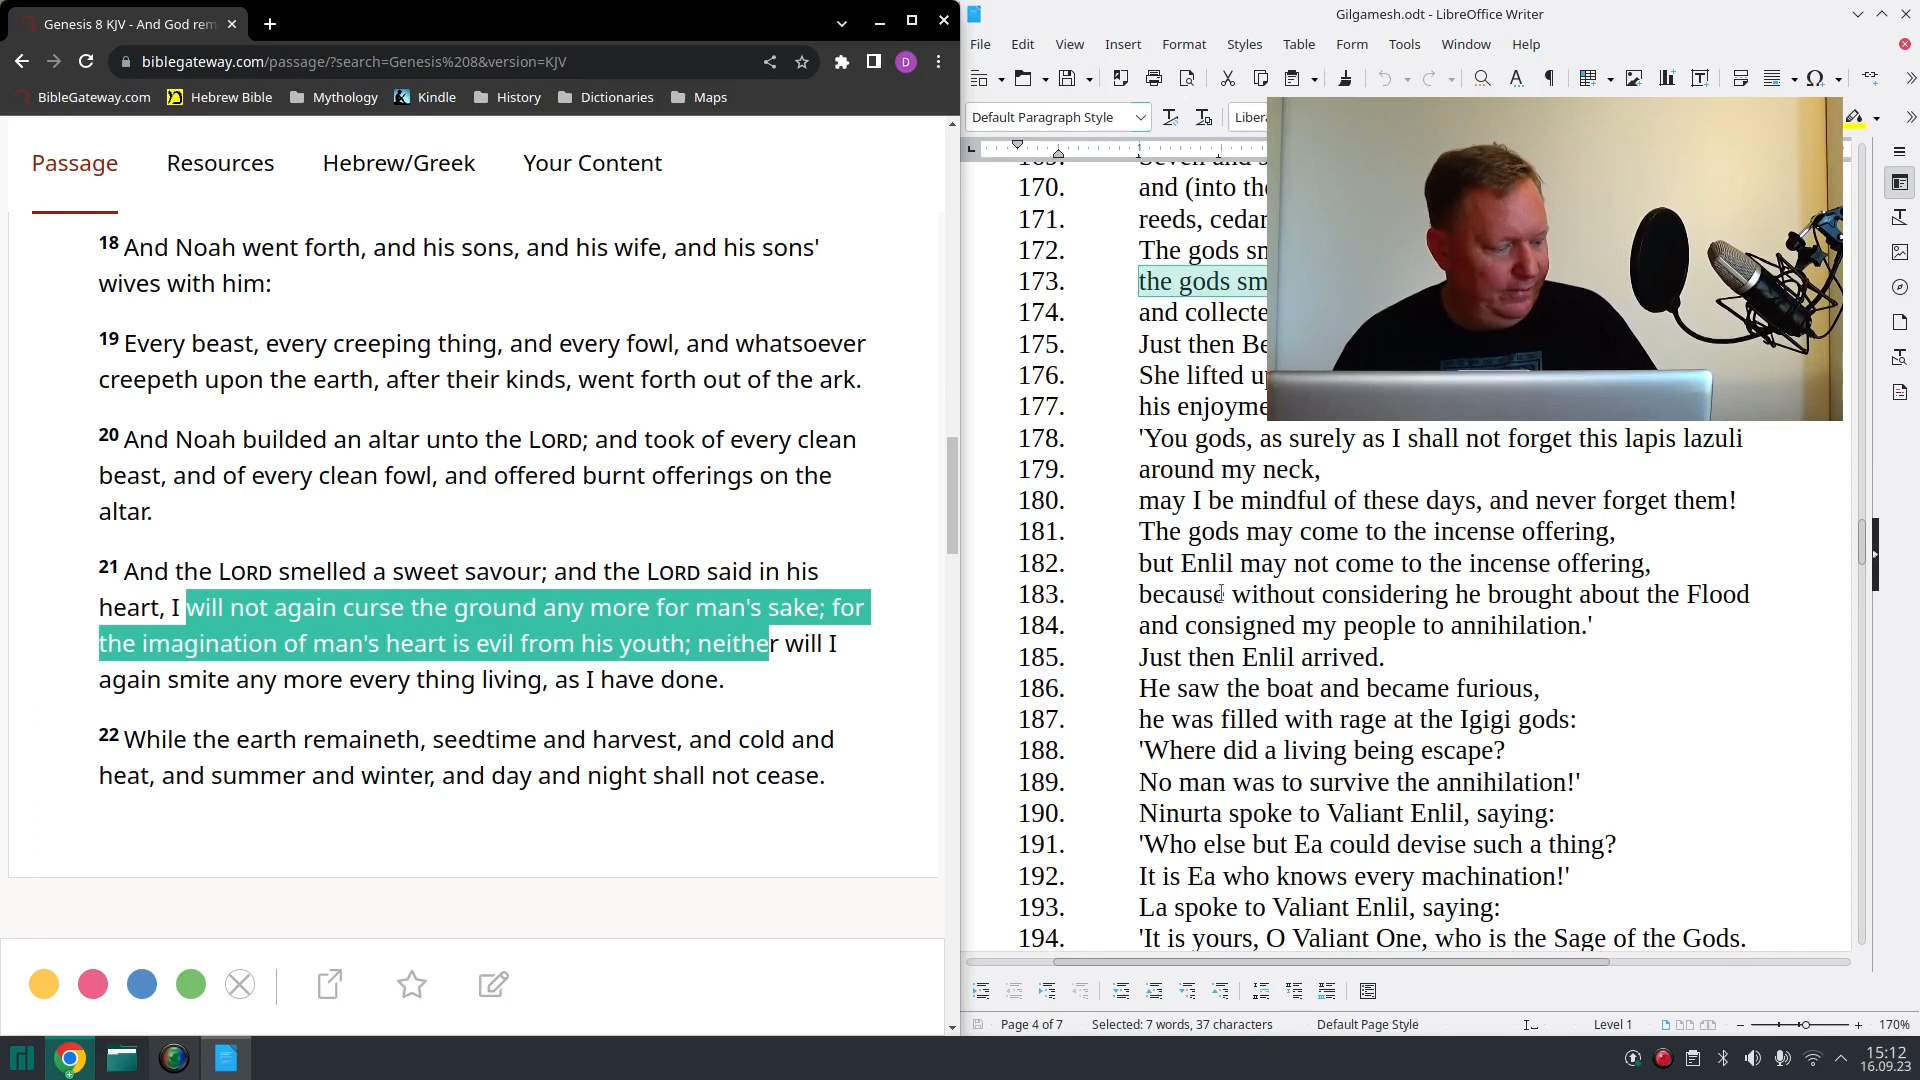 Genesis 8 KJV - And God rem
biblegateway.com/passage/?search=Genesis%208&version=KJV
D
BibleGateway.com
Hebrew Bible
Mythology
Kindle
History
Dictionaries
Maps
Passage
Resources
Hebrew/Greek
Your Content
18 And Noah went forth, and his sons, and his wife, and his sons'
wives with him:
19 Every beast, every creeping thing, and every fowl, and whatsoever
creepeth upon the earth, after their kinds, went forth out of the ark.
20 And Noah builded an altar unto the LORD; and took of every clean
beast, and of every clean fowl, and offered burnt offerings on the
altar.
21 And the LORD smelled a sweet savour; and the LORD said in his
heart, I will not again curse the ground any more for man's sake; for
the imagination of man's heart is evil from his youth; neither will I
again smite any more every thing living, as I have done.
22 While the earth remaineth, seedtime and harvest, and cold and
heat, and summer and winter, and day and night shall not cease.
Gilgamesh.odt - LibreOffice Writer
File
Edit
View
Insert
Format
Styles
Table
Form
Tools
Window
Help
Default Paragraph Style
Libera
170. and (into the
171. reeds, cedar
172. The gods sm
173. the gods sm
174. and collecte
175. Just then Be
176. She lifted up
177. his enjoyme
178. 'You gods, as surely as I shall not forget this lapis lazuli
179. around my neck,
180. may I be mindful of these days, and never forget them!
181. The gods may come to the incense offering,
182. but Enlil may not come to the incense offering,
183. because without considering he brought about the Flood
184. and consigned my people to annihilation.'
185. Just then Enlil arrived.
186. He saw the boat and became furious,
187. he was filled with rage at the Igigi gods:
188. 'Where did a living being escape?
189. No man was to survive the annihilation!'
190. Ninurta spoke to Valiant Enlil, saying:
191. 'Who else but Ea could devise such a thing?
192. It is Ea who knows every machination!'
193. La spoke to Valiant Enlil, saying:
194. 'It is yours, O Valiant One, who is the Sage of the Gods.
Page 4 of 7
Selected: 7 words, 37 characters
Default Page Style
Level 1
170%
15:12
16.09.23